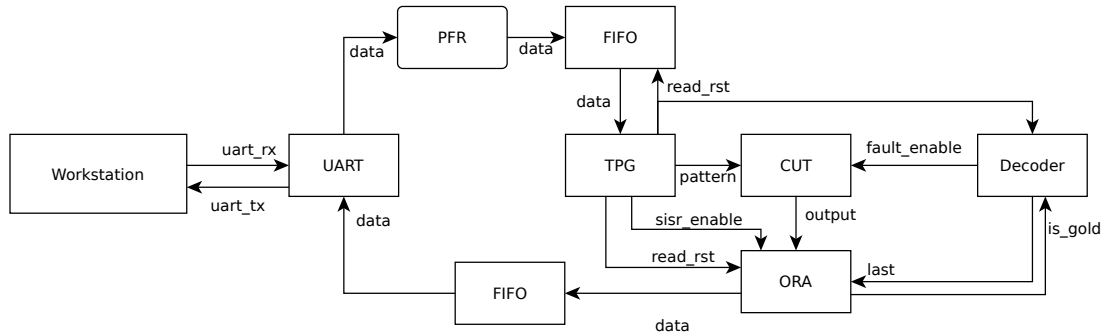 PFR
FIFO
data
data
data
read_rst
Workstation
uart_rx
uart_tx
UART
TPG
pattern
CUT
fault_enable
Decoder
data
sisr_enable
output
is_gold
read_rst
ORA
last
FIFO
data